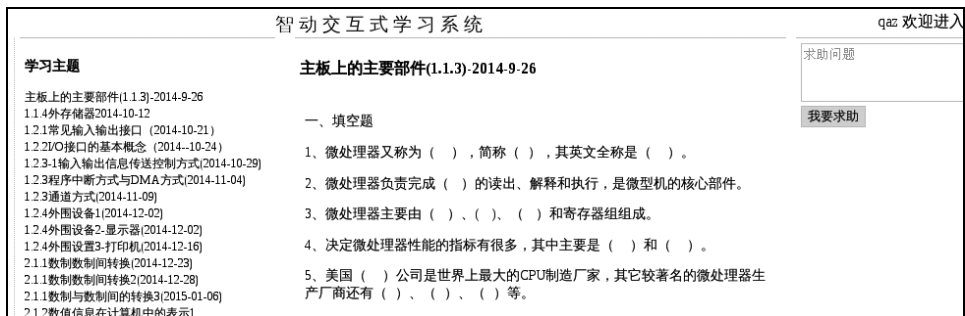 智动交互式学习系统
qaz 欢迎进入
学习主题
主板上的主要部件(1.1.3)-2014-9-26
1.1.4外存储器2014-10-12
1.2.1常见输入输出接口（2014-10-21）
1.2.2I/O接口的基本概念（2014--10-24）
1.2.3-1输入输出信息传送控制方式(2014-10-29)
1.2.3程序中断方式与DMA方式(2014-11-04)
1.2.3通道方式(2014-11-09)
1.2.4外围设备1(2014-12-02)
1.2.4外围设备2-显示器(2014-12-02)
1.2.4外围设置3-打印机(2014-12-16)
2.1.1数制数制间转换(2014-12-23)
2.1.1数制数制间转换2(2014-12-28)
2.1.1数制与数制间的转换3(2015-01-06)
2.1.2数值信息在计算机中的表示1
主板上的主要部件(1.1.3)-2014-9-26
一、填空题
1、微处理器又称为（ ），简称（ ），其英文全称是（ ）。
2、微处理器负责完成（ ）的读出、解释和执行，是微型机的核心部件。
3、微处理器主要由（ ）、( )、（ ）和寄存器组组成。
4、决定微处理器性能的指标有很多，其中主要是（ ）和（ ）。
5、美国（ ）公司是世界上最大的CPU制造厂家，其它较著名的微处理器生
产厂商还有（ ）、（ ）、（ ）等。
求助问题
我要求助